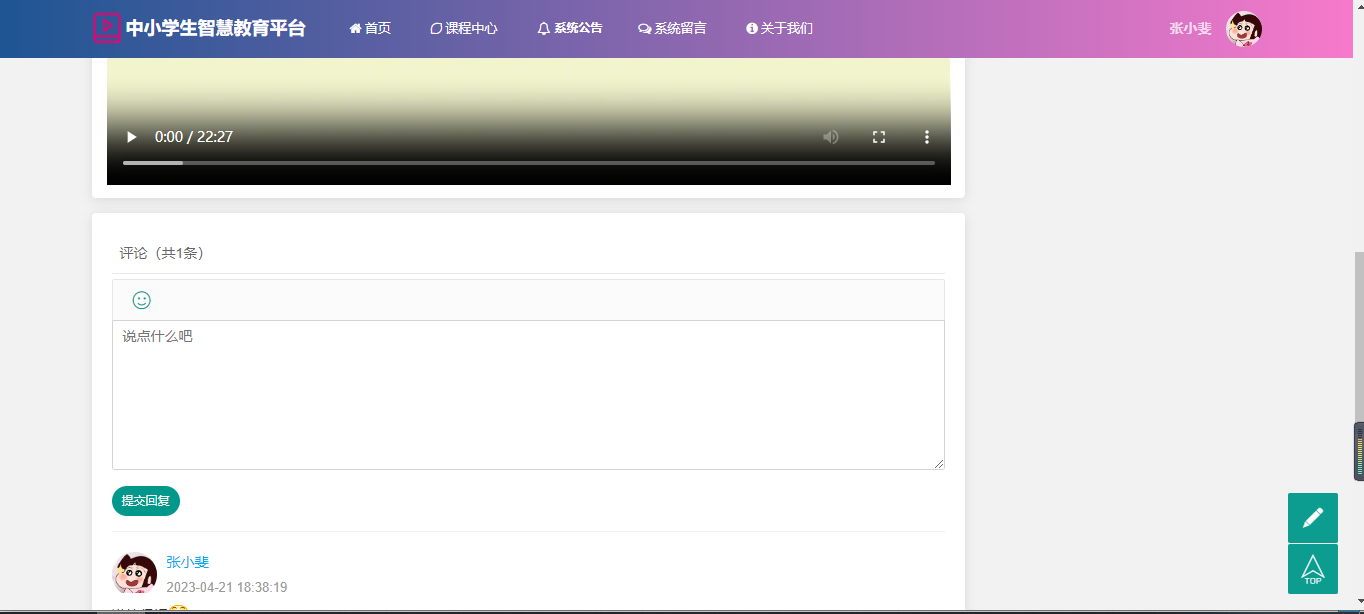 中小学生智慧教育平台 首页 课程中心 系统公告 系统留言 关于我们 张小斐
0:00 / 22:27
评论（共1条）
说点什么吧
提交回复
张小斐
2023-04-21 18:38:19
TOP